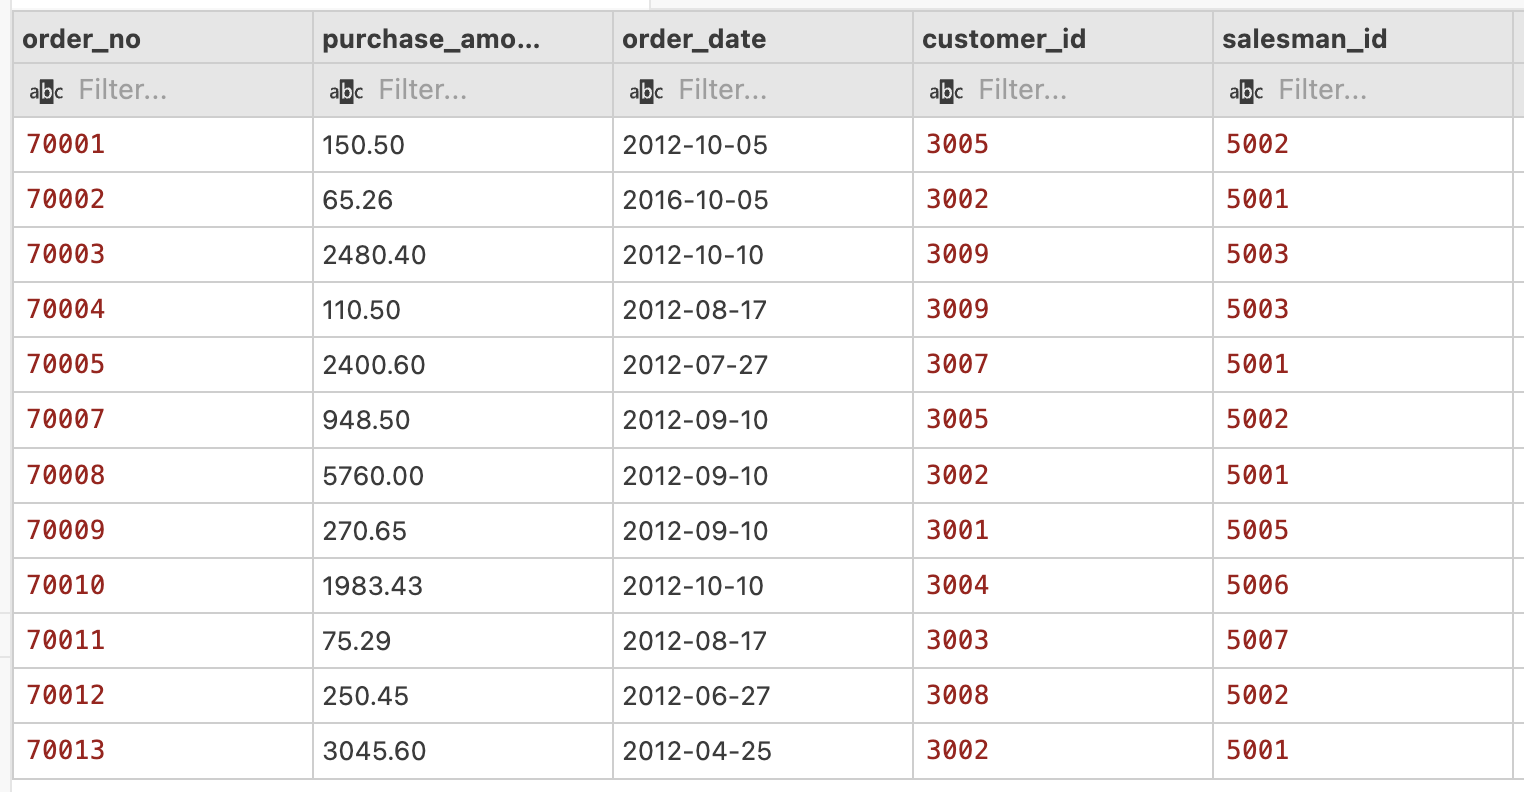 order_no purchase_amo... order_date customer_id salesman_id
abc Filter... abc Filter... abc Filter... abc Filter... abc Filter...
70001 150.50 2012-10-05 3005 5002
70002 65.26 2016-10-05 3002 5001
70003 2480.40 2012-10-10 3009 5003
70004 110.50 2012-08-17 3009 5003
70005 2400.60 2012-07-27 3007 5001
70007 948.50 2012-09-10 3005 5002
70008 5760.00 2012-09-10 3002 5001
70009 270.65 2012-09-10 3001 5005
70010 1983.43 2012-10-10 3004 5006
70011 75.29 2012-08-17 3003 5007
70012 250.45 2012-06-27 3008 5002
70013 3045.60 2012-04-25 3002 5001